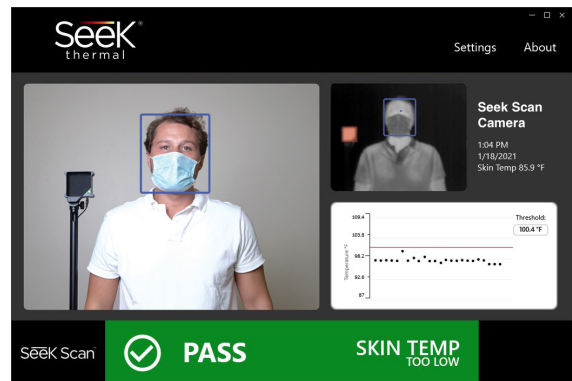 Seek
thermal
Settings About
Seek Scan
Camera
1:04 PM
1/18/2021
Skin Temp 85.9 °F
Threshold:
100.4 °F
Temperature °F
109.4
103.8
98.2
92.6
87
Seek Scan
PASS
SKIN TEMP
TOO LOW